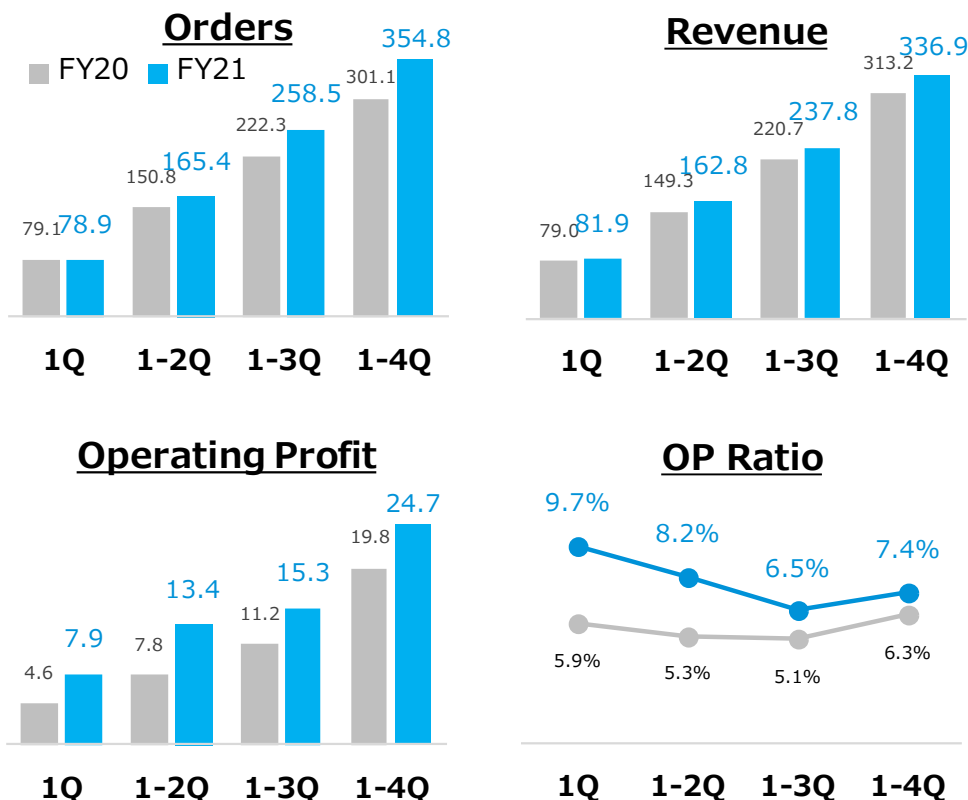 Orders
FY20 FY21
79.1 78.9 150.8 165.4 222.3 258.5 301.1 354.8
1Q 1-2Q 1-3Q 1-4Q
Revenue
79.0 81.9 149.3 162.8 220.7 237.8 313.2 336.9
1Q 1-2Q 1-3Q 1-4Q
Operating Profit
4.6 7.9 7.8 13.4 11.2 15.3 19.8 24.7
1Q 1-2Q 1-3Q 1-4Q
OP Ratio
9.7% 8.2% 6.5% 7.4%
5.9% 5.3% 5.1% 6.3%
1Q 1-2Q 1-3Q 1-4Q